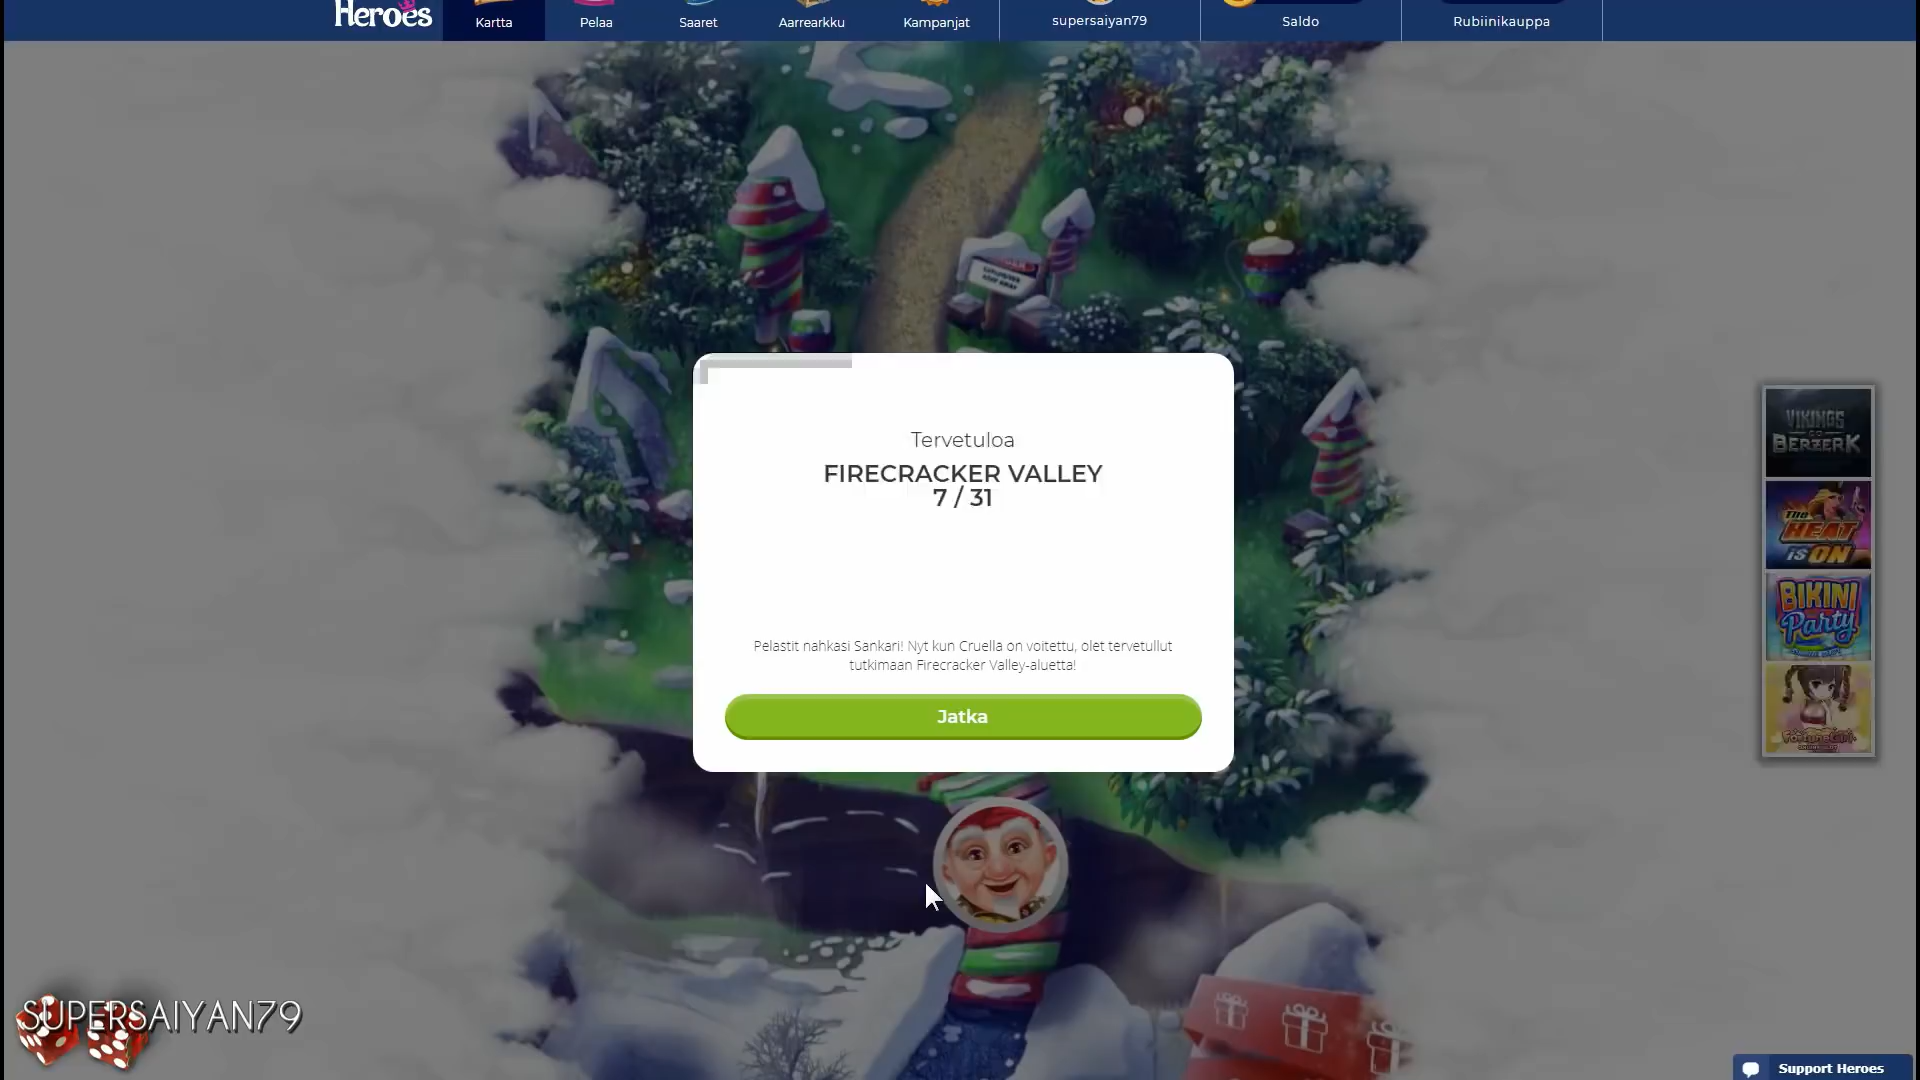 Heroes
Kartta
Pelaa
Saaret
Aarrearkku
Kampanjat
supersaiyan79
Saldo
Rubiinikauppa
Tervetuloa
FIRECRACKER VALLEY
7 / 31
Pelastit nahkasi Sankari! Nyt kun Cruella on voitettu, olet tervetullut
tutkimaan Firecracker Valley-aluetta!
Jatka
VIKINGS
GO
BERZERK
The
HEAT
is ON
BIKINI
Party
SUPERSAIYAN79
Support Heroes